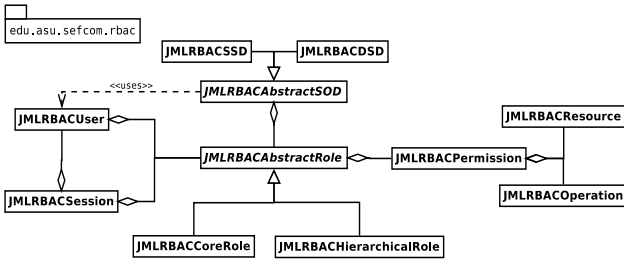 edu.asu.sefcom.rbac
JMLRBACSSD
JMLRBACDSD
<<uses>>
JMLRBACAbstractSOD
JMLRBACUser
JMLRBACResource
JMLRBACAbstractRole
JMLRBACPermission
JMLRBACSession
JMLRBACOperation
JMLRBACCoreRole
JMLRBACHierarchicalRole